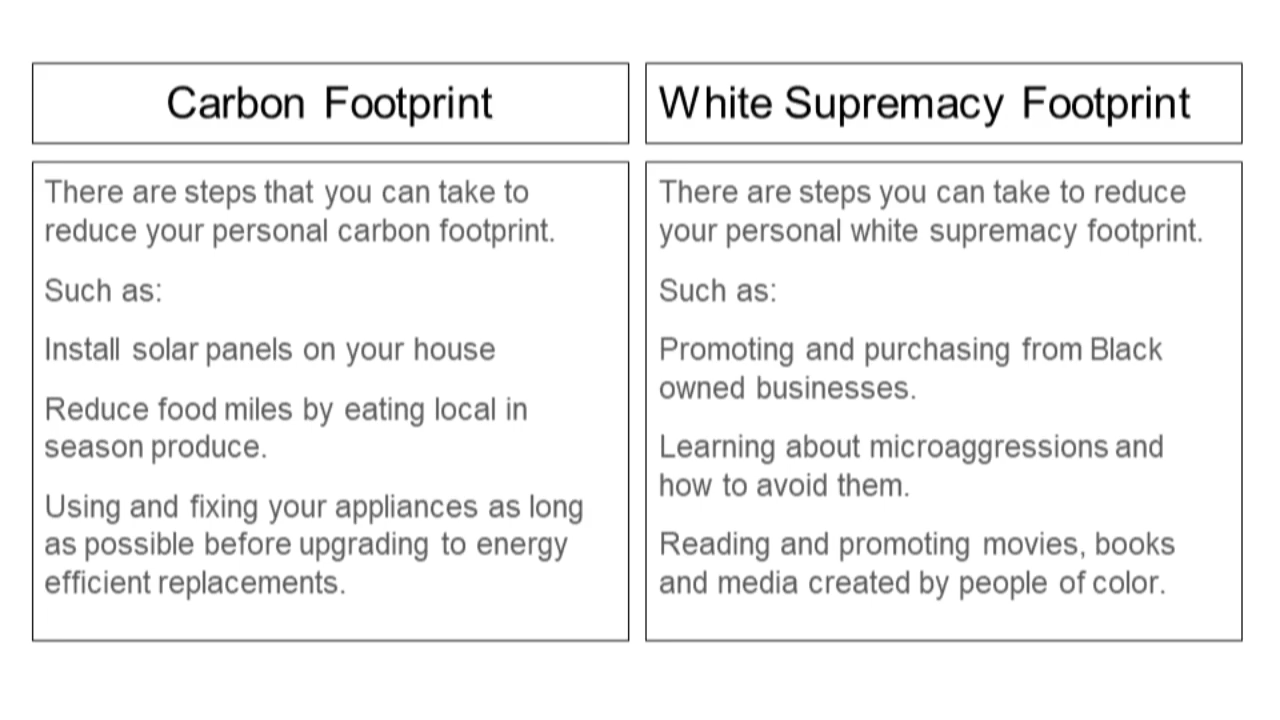 Carbon Footprint
There are steps that you can take to
reduce your personal carbon footprint.
Such as:
Install solar panels on your house
Reduce food miles by eating local in
season produce.
Using and fixing your appliances as long
as possible before upgrading to energy
efficient replacements.
White Supremacy Footprint
There are steps you can take to reduce
your personal white supremacy footprint.
Such as:
Promoting and purchasing from Black
owned businesses.
Learning about microaggressions and
how to avoid them.
Reading and promoting movies, books
and media created by people of color.